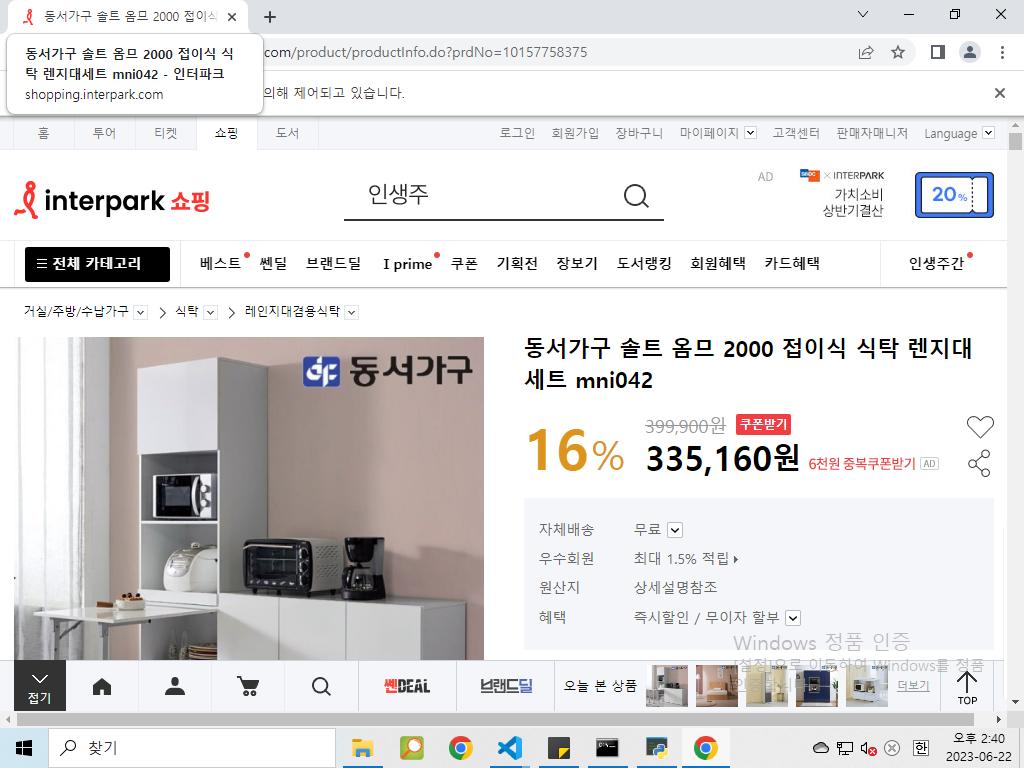 동서가구 솔트 옴므 2000 접이식
동서가구 솔트 옴므 2000 접이식 식
탁 렌지대세트 mni042 - 인터파크
shopping.interpark.com
com/product/productInfo.do?prdNo=10157758375
의해 제어되고 있습니다.
홈 투어 티켓 쇼핑 도서 로그인 회원가입 장바구니 마이페이지 고객센터 판매자매니저 Language
interpark 쇼핑
인생주
AD
× INTERPARK
가치소비
상반기결산
20%
전체 카테고리 베스트 쎈딜 브랜드딜 I prime 쿠폰 기획전 장보기 도서랭킹 회원혜택 카드혜택 인생주간
거실/주방/수납가구 > 식탁 > 레인지대겸용식탁
동서가구
동서가구 솔트 옴므 2000 접이식 식탁 렌지대
세트 mni042
16%
399,900원 쿠폰받기
335,160원 6천원 중복쿠폰받기 AD
자체배송 무료
우수회원 최대 1.5% 적립
원산지 상세설명참조
혜택 즉시할인 / 무이자 할부
Windows 정품 인증
[설정]으로 이동하여 Windows를 정품
접기
쎈DEAL
브랜드딜
오늘 본 상품
더보기
TOP
찾기
한
오후 2:40
2023-06-22